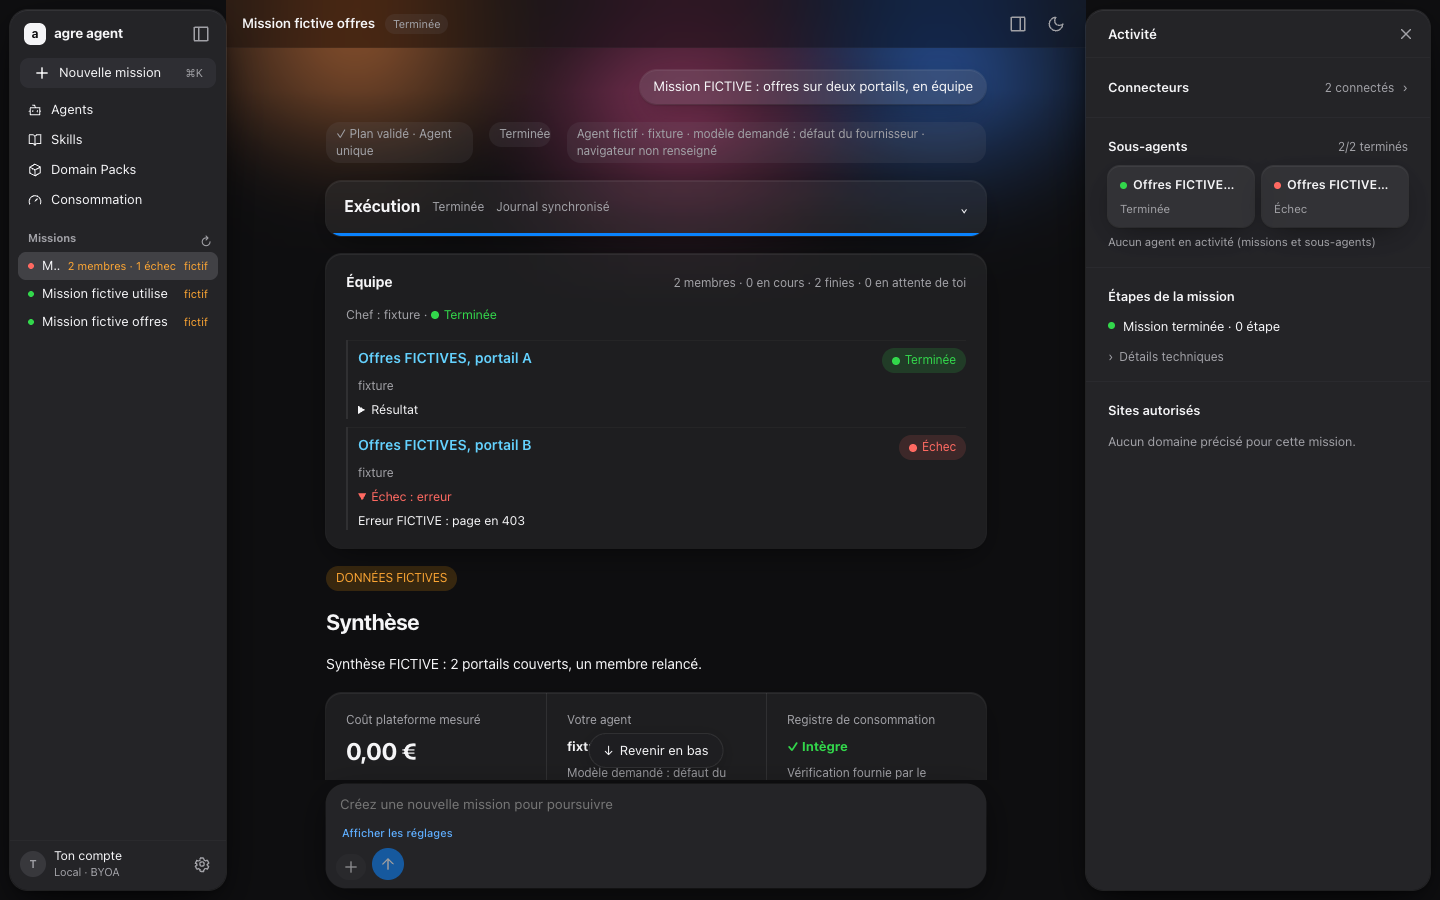 a agre agent
Nouvelle mission ⌘K
Agents
Skills
Domain Packs
Consommation
Missions
M.. 2 membres · 1 échec fictif
Mission fictive utilise fictif
Mission fictive offres fictif
T
Ton compte
Local · BYOA
Mission fictive offres Terminée
Mission FICTIVE : offres sur deux portails, en équipe
✓ Plan validé · Agent
unique
Terminée
Agent fictif · fixture · modèle demandé : défaut du fournisseur ·
navigateur non renseigné
Exécution Terminée Journal synchronisé
Équipe 2 membres · 0 en cours · 2 finies · 0 en attente de toi
Chef : fixture · Terminée
Offres FICTIVES, portail A Terminée
fixture
Résultat
Offres FICTIVES, portail B Échec
fixture
Échec : erreur
Erreur FICTIVE : page en 403
DONNÉES FICTIVES
Synthèse
Synthèse FICTIVE : 2 portails couverts, un membre relancé.
Coût plateforme mesuré
0,00 €
Votre agent
Modèle demandé : défaut du
Registre de consommation
✓ Intègre
Vérification fournie par le
↓ Revenir en bas
Créez une nouvelle mission pour poursuivre
Afficher les réglages
Activité
Connecteurs 2 connectés ›
Sous-agents 2/2 terminés
Offres FICTIVE...
Terminée
Offres FICTIVE...
Échec
Aucun agent en activité (missions et sous-agents)
Étapes de la mission
Mission terminée · 0 étape
› Détails techniques
Sites autorisés
Aucun domaine précisé pour cette mission.